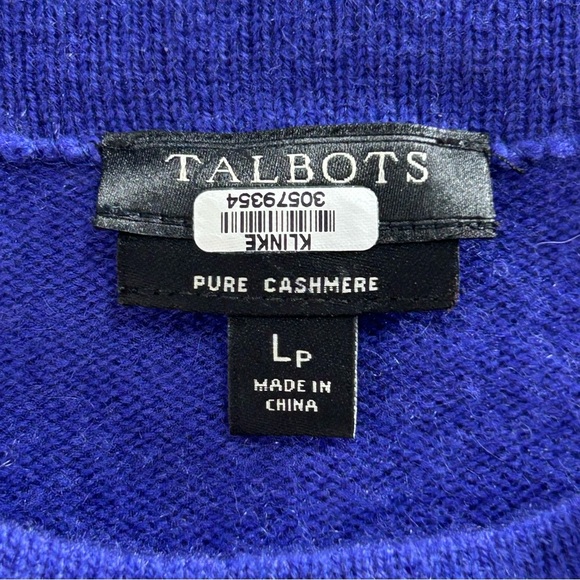 TALBOTS
30579354
KLINKE
PURE CASHMERE
LP
MADE IN
CHINA